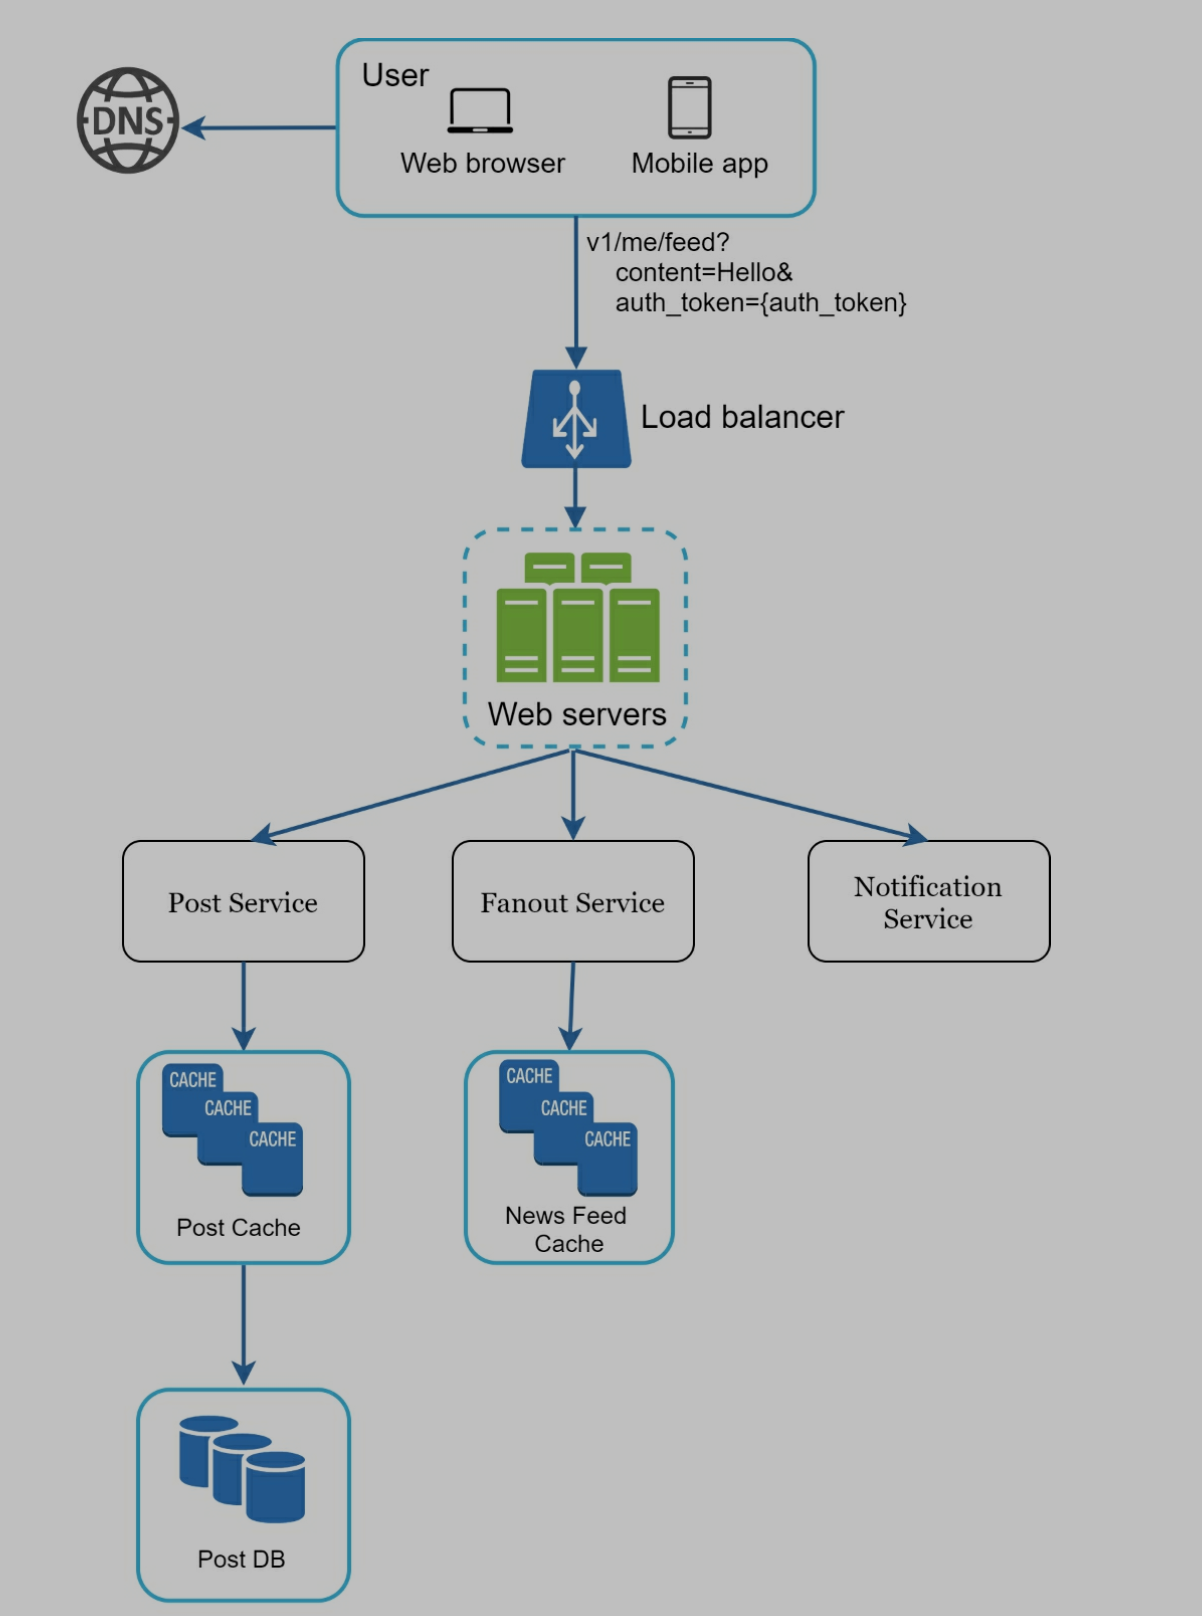 User
DNS
Web browser
Mobile app
v1/me/feed?
content=Hello&
auth_token={auth_token}
Load balancer
Web servers
Post Service
Fanout Service
Notification
Service
CACHE
CACHE
CACHE
Post Cache
CACHE
CACHE
CACHE
News Feed
Cache
Post DB